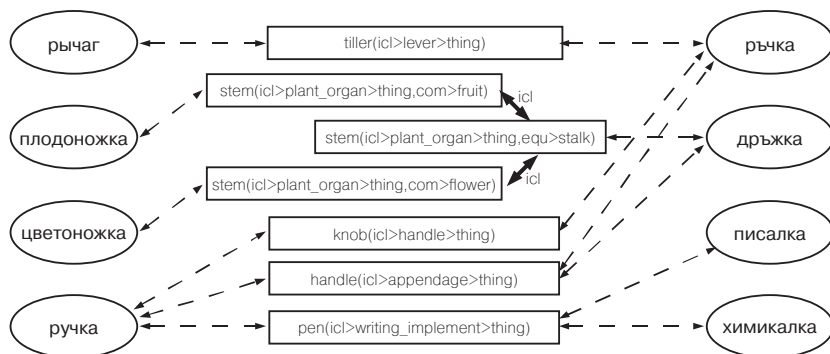 рычаг
tiller(icl>lever>thing)
ръчка
stem(icl>plant_organ>thing,com>fruit)
icl
плодоножка
stem(icl>plant_organ>thing,equ>stalk)
дръжка
stem(icl>plant_organ>thing,com>flower)
icl
цветоножка
knob(icl>handle>thing)
писалка
handle(icl>appendage>thing)
ручка
pen(icl>writing_implement>thing)
химикалка